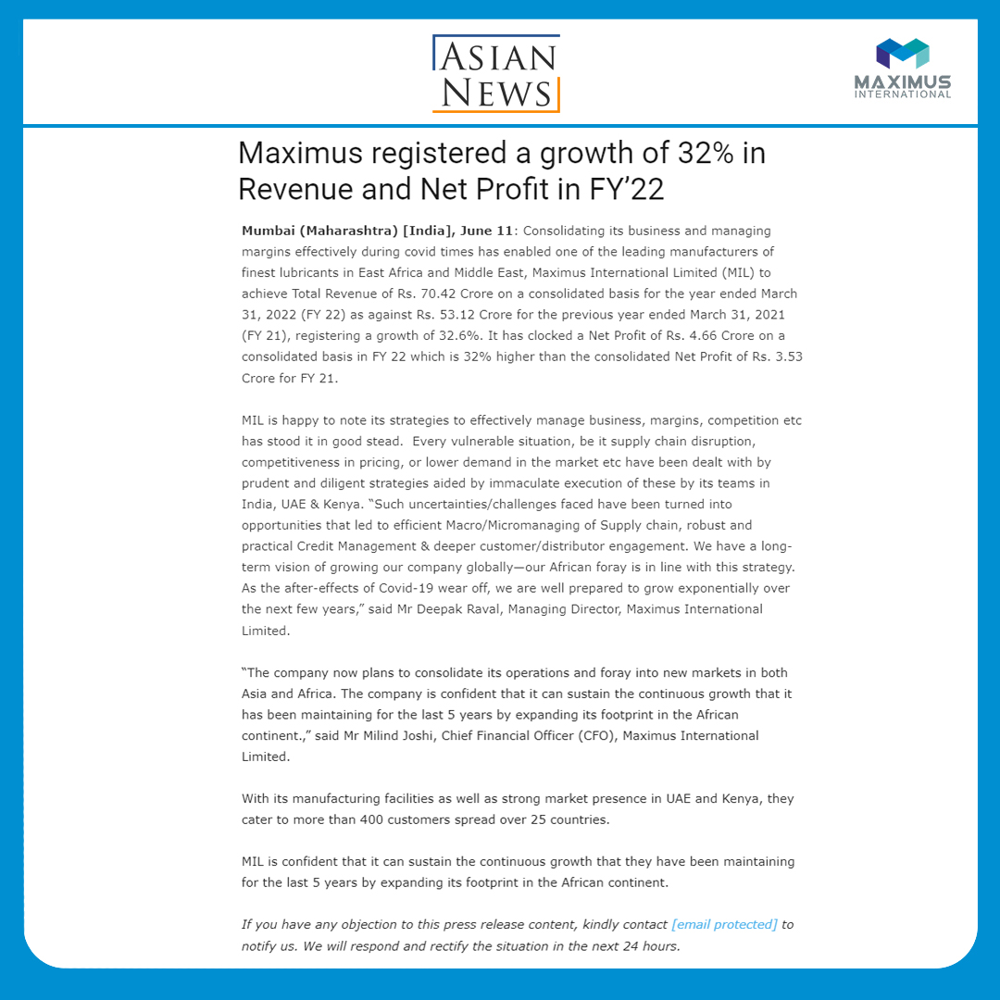 ASIAN
NEWS
MAXIMUS
INTERNATIONAL
Maximus registered a growth of 32% in
Revenue and Net Profit in FY’22
Mumbai (Maharashtra) [India], June 11: Consolidating its business and managing
margins effectively during covid times has enabled one of the leading manufacturers of
finest lubricants in East Africa and Middle East, Maximus International Limited (MIL) to
achieve Total Revenue of Rs. 70.42 Crore on a consolidated basis for the year ended March
31, 2022 (FY 22) as against Rs. 53.12 Crore for the previous year ended March 31, 2021
(FY 21), registering a growth of 32.6%. It has clocked a Net Profit of Rs. 4.66 Crore on a
consolidated basis in FY 22 which is 32% higher than the consolidated Net Profit of Rs. 3.53
Crore for FY 21.
MIL is happy to note its strategies to effectively manage business, margins, competition etc
has stood it in good stead.  Every vulnerable situation, be it supply chain disruption,
competitiveness in pricing, or lower demand in the market etc have been dealt with by
prudent and diligent strategies aided by immaculate execution of these by its teams in
India, UAE & Kenya. “Such uncertainties/challenges faced have been turned into
opportunities that led to efficient Macro/Micromanaging of Supply chain, robust and
practical Credit Management & deeper customer/distributor engagement. We have a long-
term vision of growing our company globally—our African foray is in line with this strategy.
As the after-effects of Covid-19 wear off, we are well prepared to grow exponentially over
the next few years,” said Mr Deepak Raval, Managing Director, Maximus International
Limited.
“The company now plans to consolidate its operations and foray into new markets in both
Asia and Africa. The company is confident that it can sustain the continuous growth that it
has been maintaining for the last 5 years by expanding its footprint in the African
continent.,” said Mr Milind Joshi, Chief Financial Officer (CFO), Maximus International
Limited.
With its manufacturing facilities as well as strong market presence in UAE and Kenya, they
cater to more than 400 customers spread over 25 countries.
MIL is confident that it can sustain the continuous growth that they have been maintaining
for the last 5 years by expanding its footprint in the African continent.
If you have any objection to this press release content, kindly contact [email protected] to
notify us. We will respond and rectify the situation in the next 24 hours.